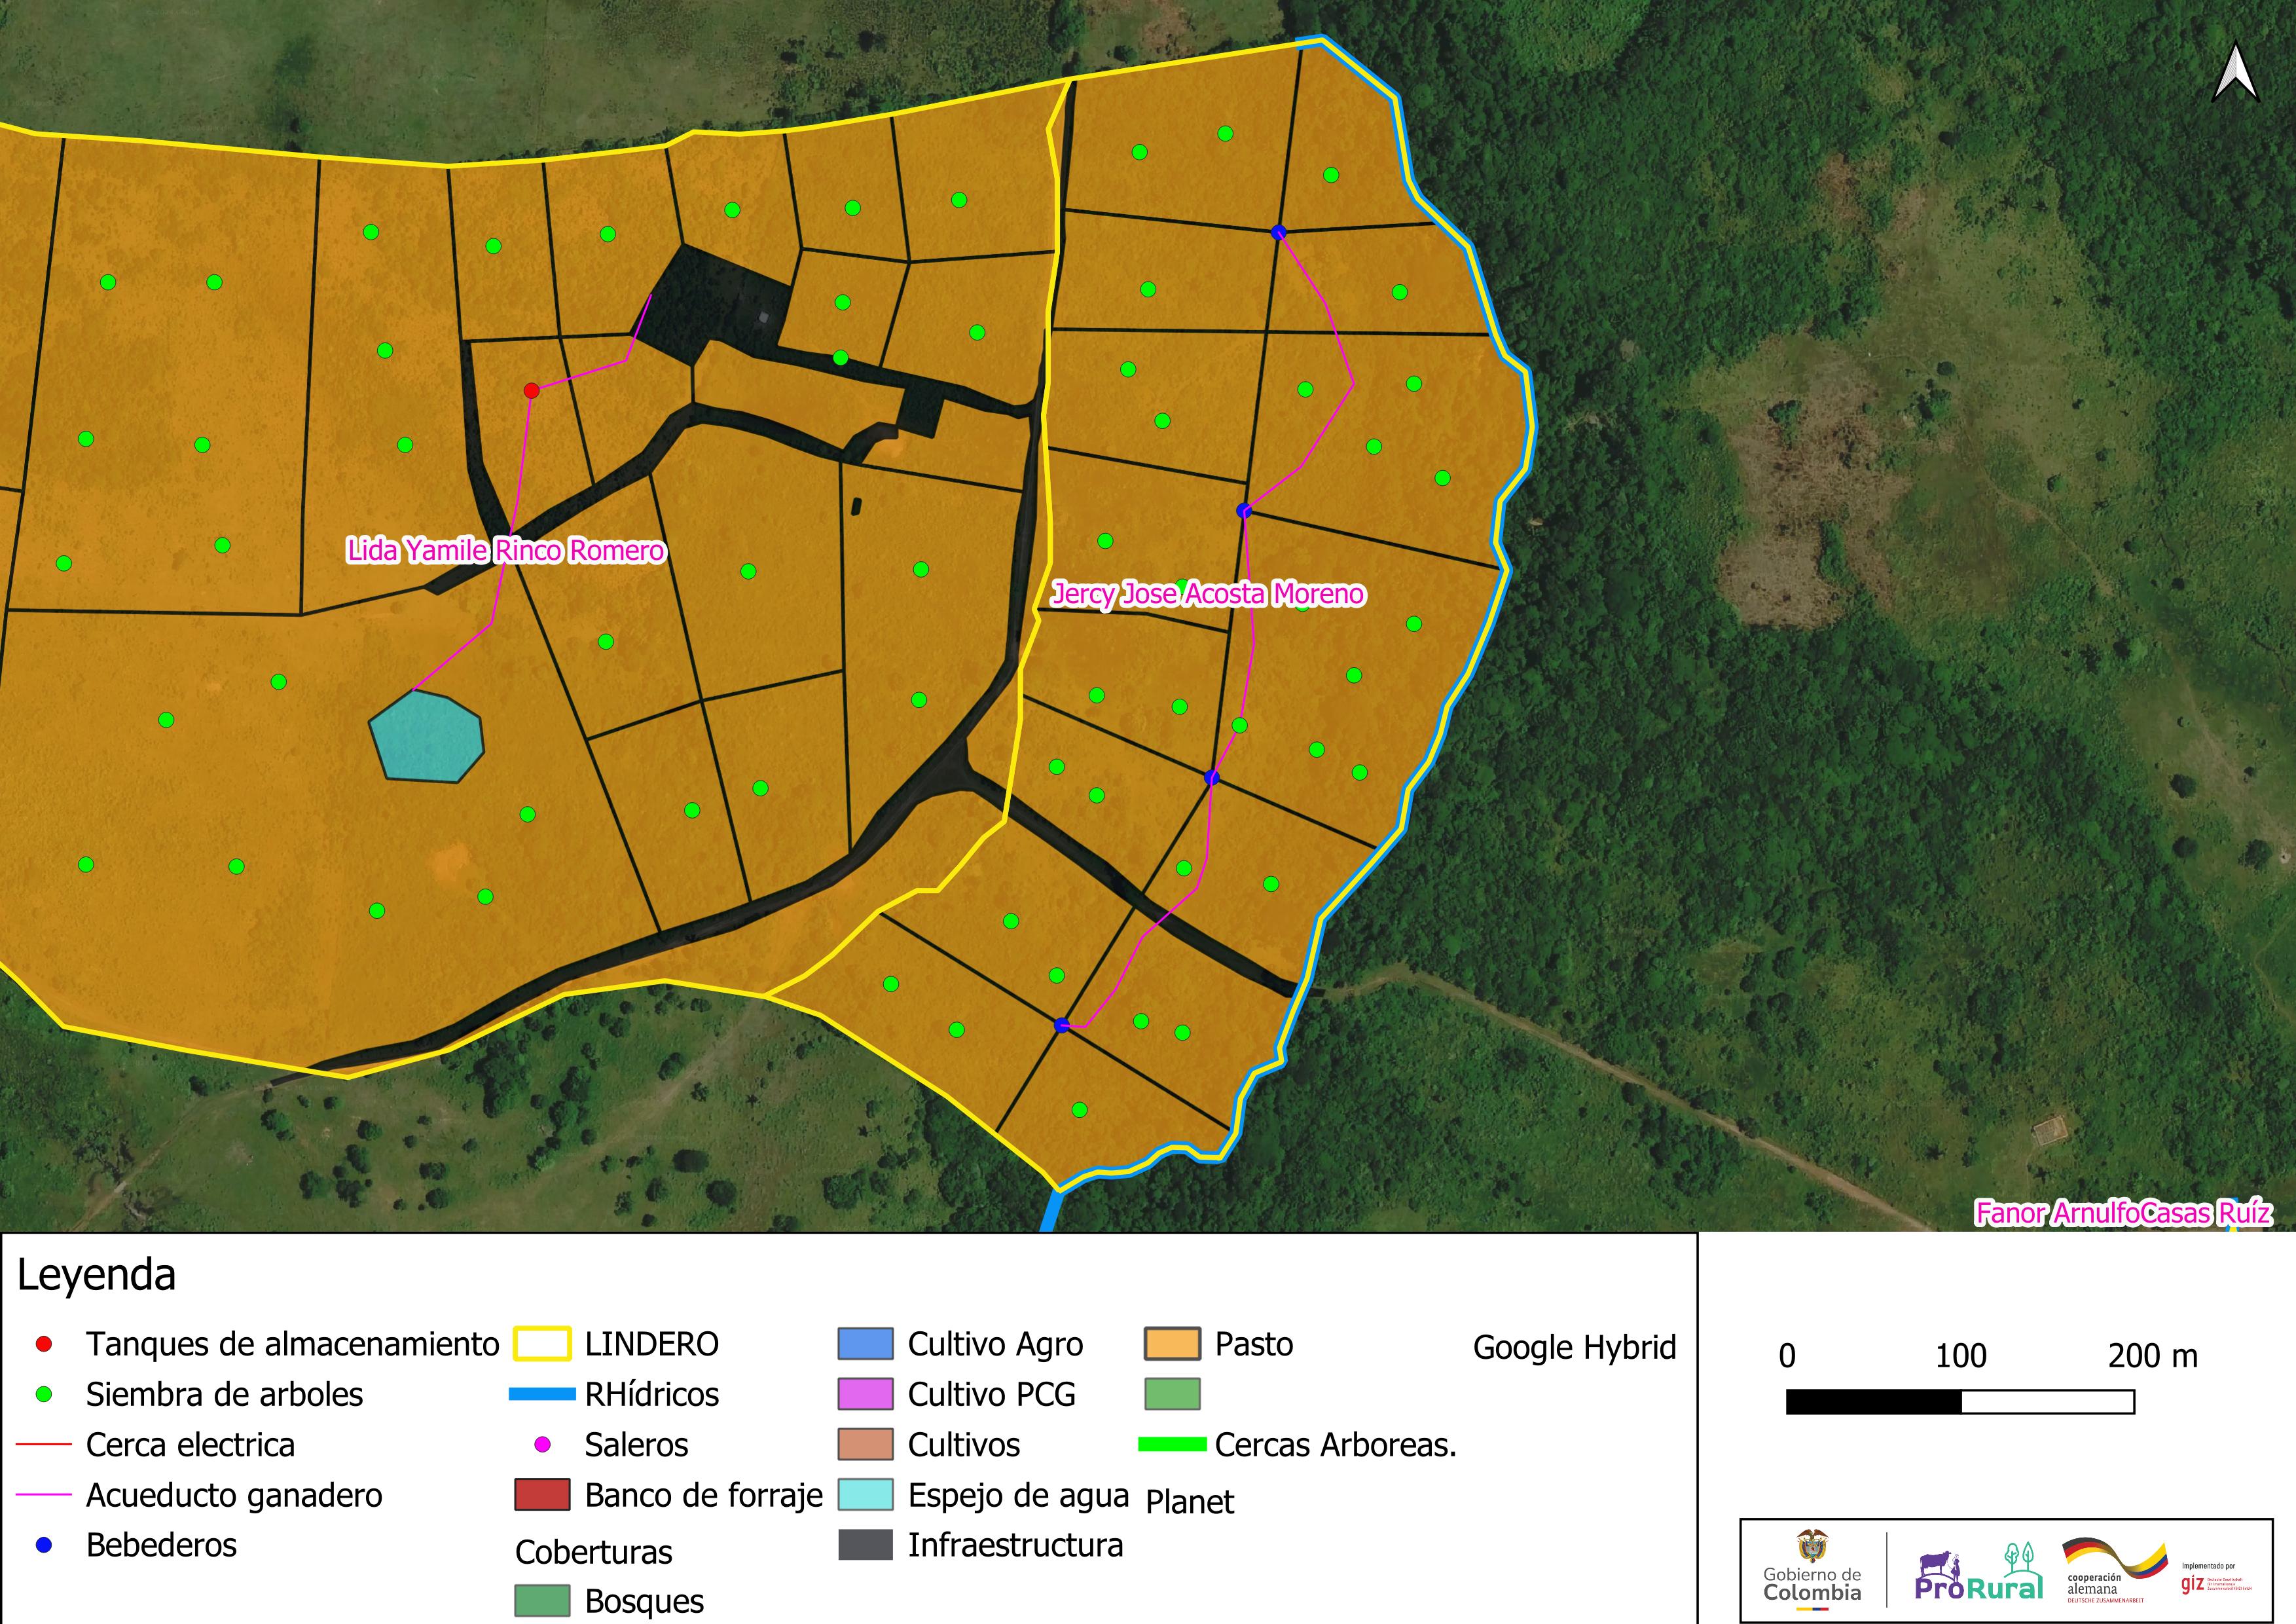 Lida Yamile Rinco Romero
Jercy Jose Acosta Moreno
Fanor ArnulfoCasas Ruíz
Leyenda
Tanques de almacenamiento
Siembra de arboles
Cerca electrica
Acueducto ganadero
Bebederos
LINDERO
RHídricos
Saleros
Banco de forraje
Coberturas
Bosques
Cultivo Agro
Cultivo PCG
Cultivos
Espejo de agua
Infraestructura
Pasto
Cercas Arboreas.
Planet
Google Hybrid
0 100 200 m
Gobierno de
Colombia
ProRural
cooperación
alemana
DEUTSCHE ZUSAMMENARBEIT
Implementado por
giz